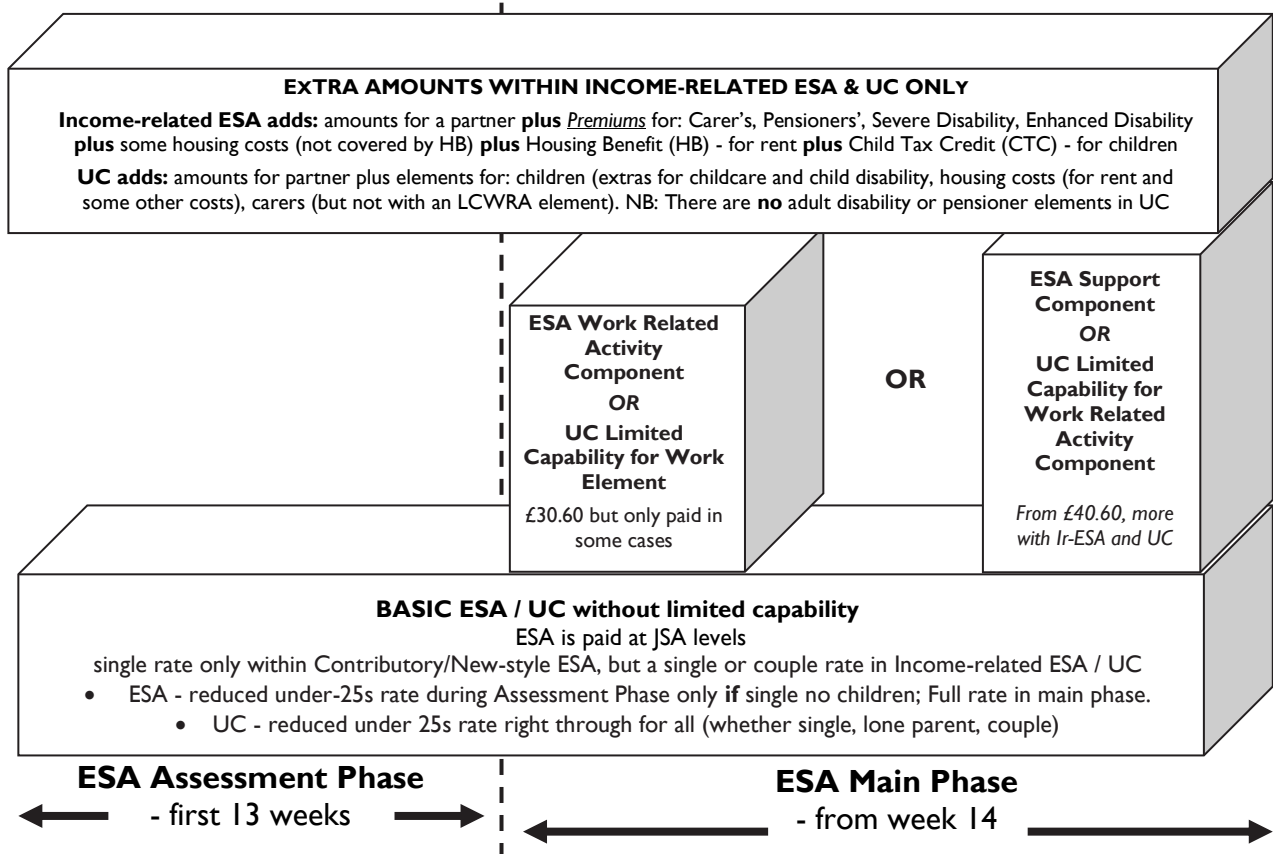 ExTRA AMOUNTS WITHIN INCOME-RELATED ESA & UC ONLY
Income-related ESA adds: amounts for a partner plus Premiums for: Carer's, Pensioners', Severe Disability, Enhanced Disability
plus some housing costs (not covered by HB) plus Housing Benefit (HB) - for rent plus Child Tax Credit (CTC) - for children
UC adds: amounts for partner plus elements for: children (extras for childcare and child disability, housing costs (for rent and
some other costs), carers (but not with an LCWRA element). NB: There are no adult disability or pensioner elements in UC
ESA Work Related
Activity
Component
OR
UC Limited
Capability for Work
Element
£30.60 but only paid in
some cases
OR
ESA Support
Component
OR
UC Limited
Capability for
Work Related
Activity
Component
From £40.60, more
with Ir-ESA and UC
BASIC ESA / UC without limited capability
ESA is paid at JSA levels
single rate only within Contributory/New-style ESA, but a single or couple rate in Income-related ESA / UC
• ESA - reduced under-25s rate during Assessment Phase only if single no children; Full rate in main phase.
• UC - reduced under 25s rate right through for all (whether single, lone parent, couple)
ESA Assessment Phase
- first 13 weeks
ESA Main Phase
- from week 14